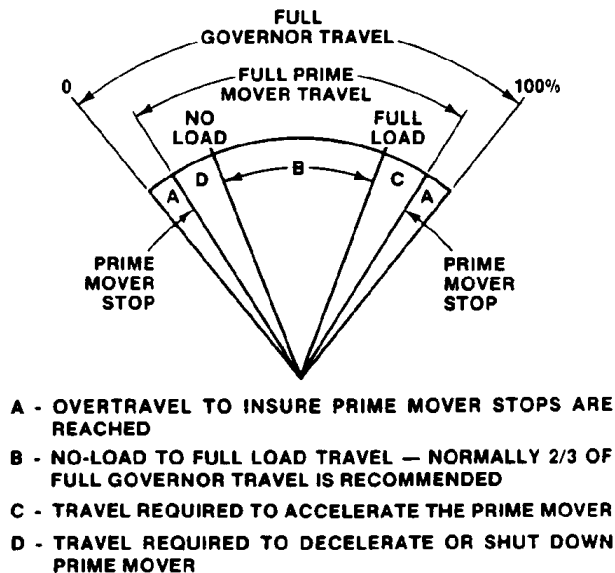 FULL
GOVERNOR TRAVEL
0
100%
FULL PRIME
MOVER TRAVEL
NO
LOAD
FULL
LOAD
A
D
B
C
A
PRIME
MOVER
STOP
PRIME
MOVER
STOP
A - OVERTRAVEL TO INSURE PRIME MOVER STOPS ARE
REACHED
B - NO-LOAD TO FULL LOAD TRAVEL — NORMALLY 2/3 OF
FULL GOVERNOR TRAVEL IS RECOMMENDED
C - TRAVEL REQUIRED TO ACCELERATE THE PRIME MOVER
D - TRAVEL REQUIRED TO DECELERATE OR SHUT DOWN
PRIME MOVER